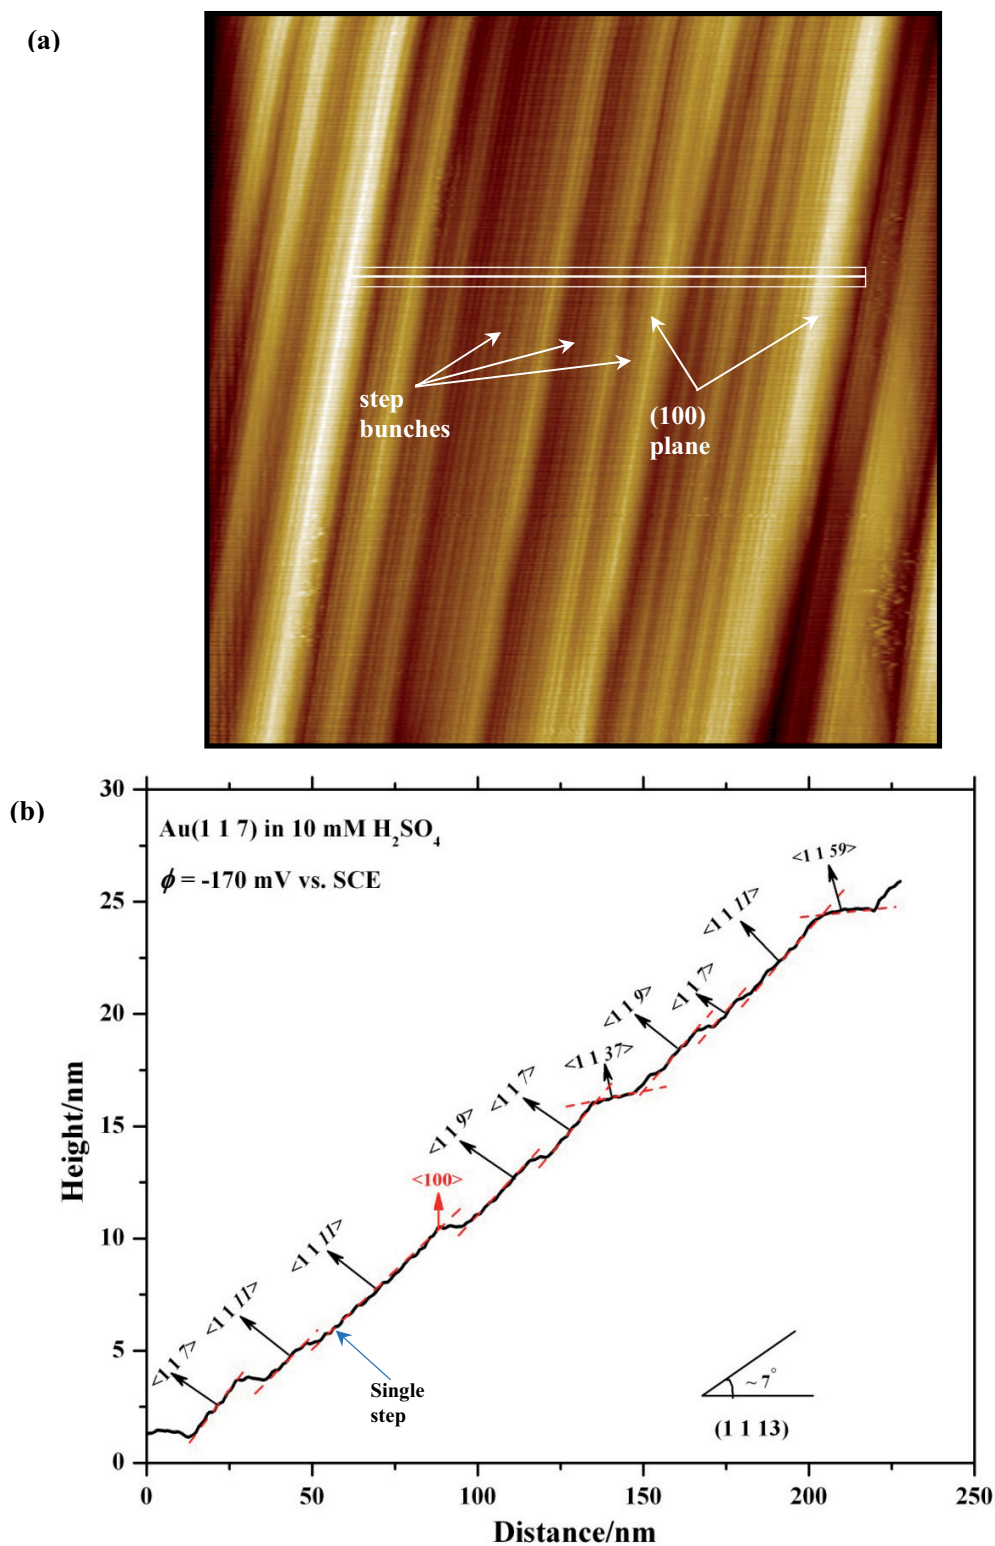 (a)
step
bunches
(100)
plane
(b)
Au(1 1 7) in 10 mM H₂SO₄
ϕ = -170 mV vs. SCE
<1 1 59>
<1 1 11>
<1 1 7>
<1 1 9>
<1 1 37>
<1 1 7>
<1 1 9>
<100>
<1 1 11>
<1 1 11>
<1 1 7>
Single
step
~ 7°
(1 1 13)
Height/nm
30
25
20
15
10
5
0
0 50 100 150 200 250
Distance/nm